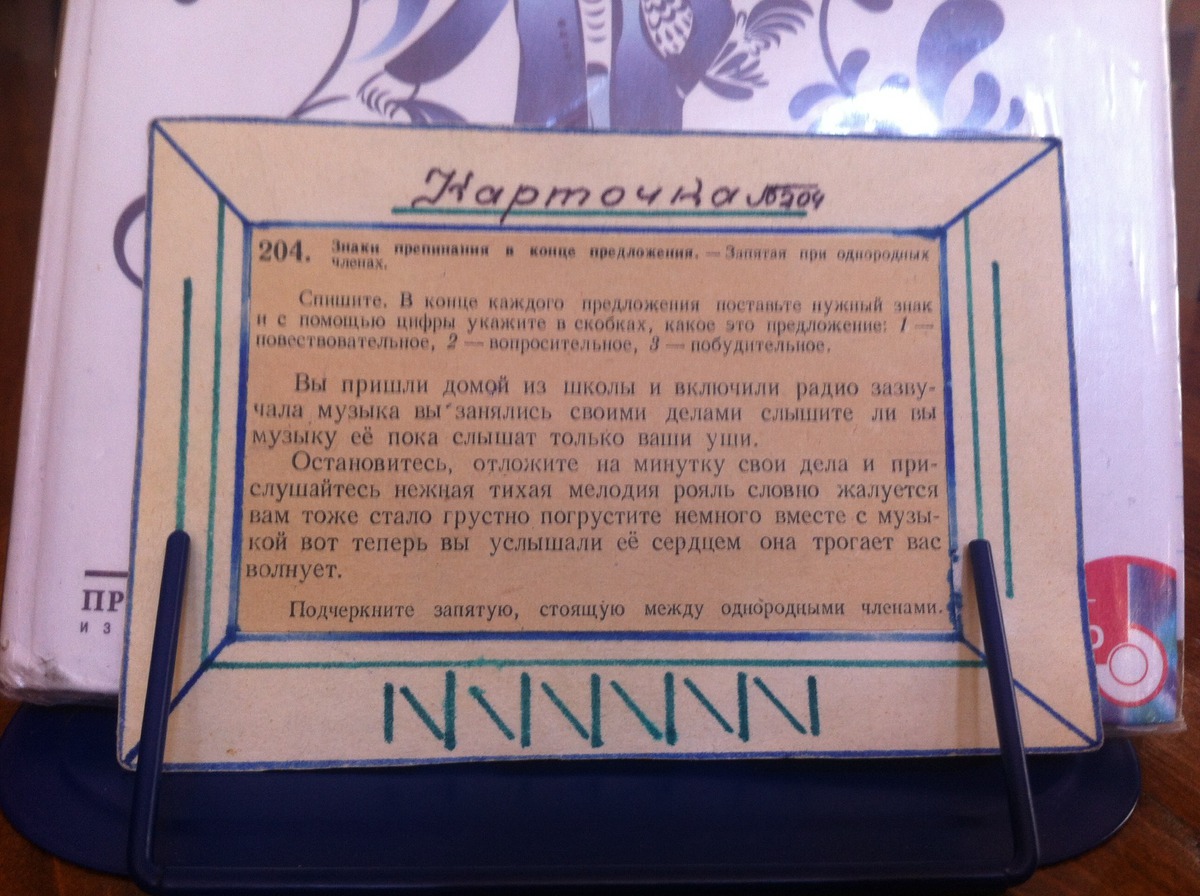 Карточка №204
204. Знаки препинания в конце предложения. — Запятая при однородных
членах.
Спишите. В конце каждого предложения поставьте нужный знак
и с помощью цифры укажите в скобках, какое это предложение: 1 —
повествовательное, 2 — вопросительное, 3 — побудительное.
Вы пришли домой из школы и включили радио зазву-
чала музыка вы занялись своими делами слышите ли вы
музыку её пока слышат только ваши уши.
Остановитесь, отложите на минутку свои дела и при-
слушайтесь нежная тихая мелодия рояль словно жалуется
вам тоже стало грустно погрустите немного вместе с музы-
кой вот теперь вы услышали её сердцем она трогает вас
волнует.
Подчеркните запятую, стоящую между однородными членами.
ПР
ИЗ